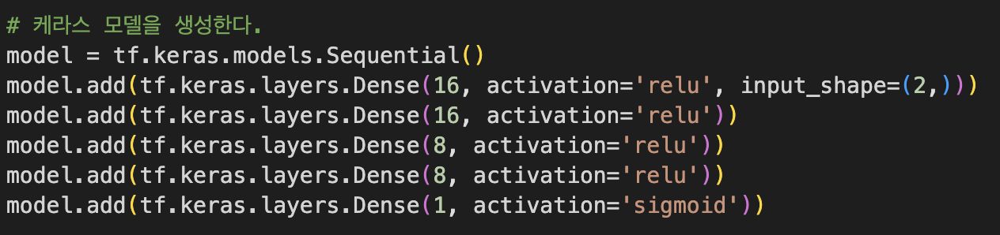 # 케라스 모델을 생성한다.
model = tf.keras.models.Sequential()
model.add(tf.keras.layers.Dense(16, activation='relu', input_shape=(2,)))
model.add(tf.keras.layers.Dense(16, activation='relu'))
model.add(tf.keras.layers.Dense(8, activation='relu'))
model.add(tf.keras.layers.Dense(8, activation='relu'))
model.add(tf.keras.layers.Dense(1, activation='sigmoid'))